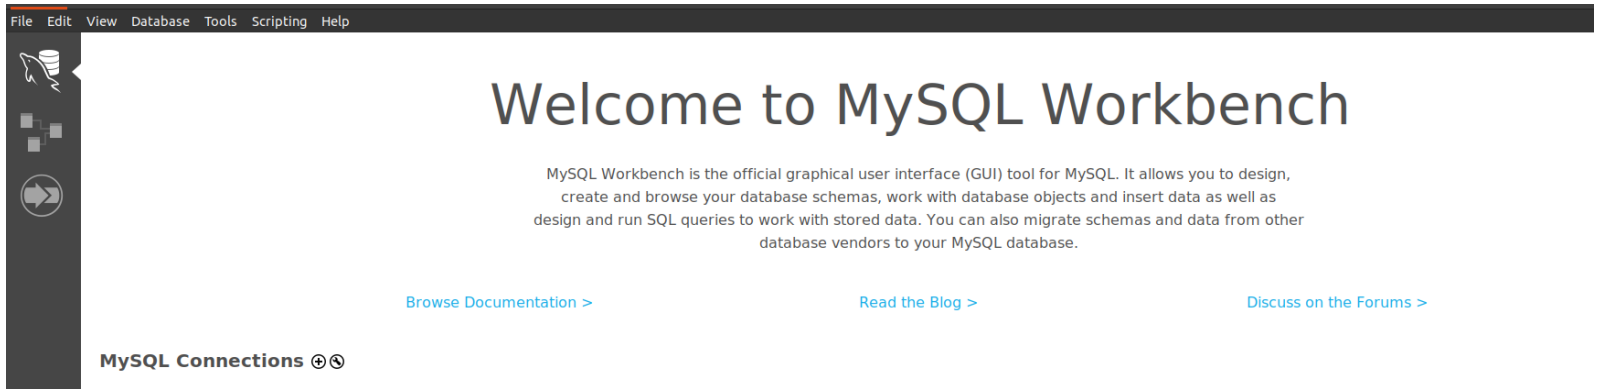 File Edit View Database Tools Scripting Help
Welcome to MySQL Workbench
MySQL Workbench is the official graphical user interface (GUI) tool for MySQL. It allows you to design,
create and browse your database schemas, work with database objects and insert data as well as
design and run SQL queries to work with stored data. You can also migrate schemas and data from other
database vendors to your MySQL database.
Browse Documentation > Read the Blog > Discuss on the Forums >
MySQL Connections